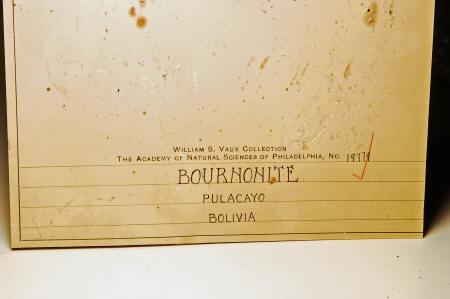 William S. Vaux Collection
The Academy of Natural Sciences of Philadelphia, No.
BOURNONITE
PULACAYO
BOLIVIA